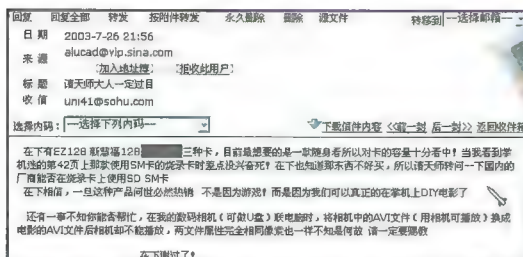 回复 回复全部 转发 按附件转发 永久删除 删除 源文件 转移到 --选择邮箱--
日 期 2003-7-26 21:56
来 源 alucad@vip.sina.com
[加入地址簿] [拒收此用户]
标 题 请天师大人一定过目
收 信 uni41@sohu.com
选择内码: --选择下列内码-- 下载信件内容 <<前一封 后一封>> 返回收件箱
在下有EZ128 新慧福128 三种卡,目前最想要的是一款随身看所以对卡的容量十分看中!当我看到掌
机迷的第42页上那款使用SM卡的烧录卡时差点没兴奋死!在下也知道那东西不好买,所以请天师转问一下国内的
厂商能否在烧录卡上使用SD SM卡
在下相信,一旦这种产品问世必然热销 不是因为游戏!而是因为我们可以真正的在掌机上DIY电影了
还有一事不知你能否帮忙,在我的数码相机(可做U盘)联电脑时,将相机中的AVI文件(用相机可播放)换成
电影的AVI文件后相机却不能播放,两文件属性完全相同像素也一样不知是何故 请一定要赐教
在下谢过了!